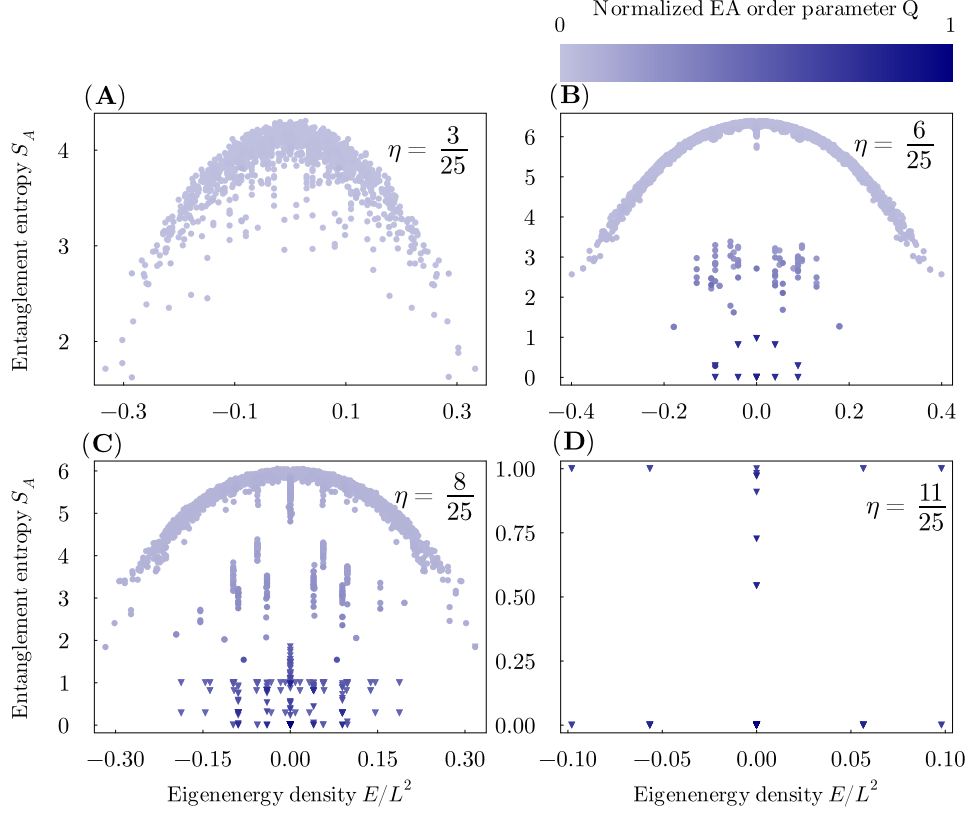 Normalized EA order parameter Q
0 1
(A)
Entanglement entropy S_A
4
3
2
η = 3/25
−0.3 −0.1 0.1 0.3
(B)
6
5
4
3
2
1
0
η = 6/25
−0.4 −0.2 0.0 0.2 0.4
(C)
Entanglement entropy S_A
6
5
4
3
2
1
0
η = 8/25
−0.30 −0.15 0.00 0.15 0.30
Eigenenergy density E/L²
(D)
1.00
0.75
0.50
0.25
0.00
η = 11/25
−0.10 −0.05 0.00 0.05 0.10
Eigenenergy density E/L²